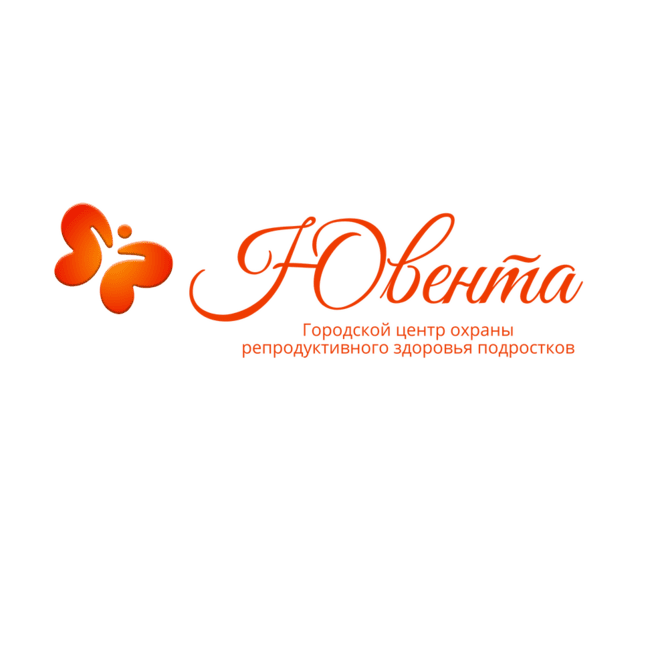 Ювента
Городской центр охраны
репродуктивного здоровья подростков